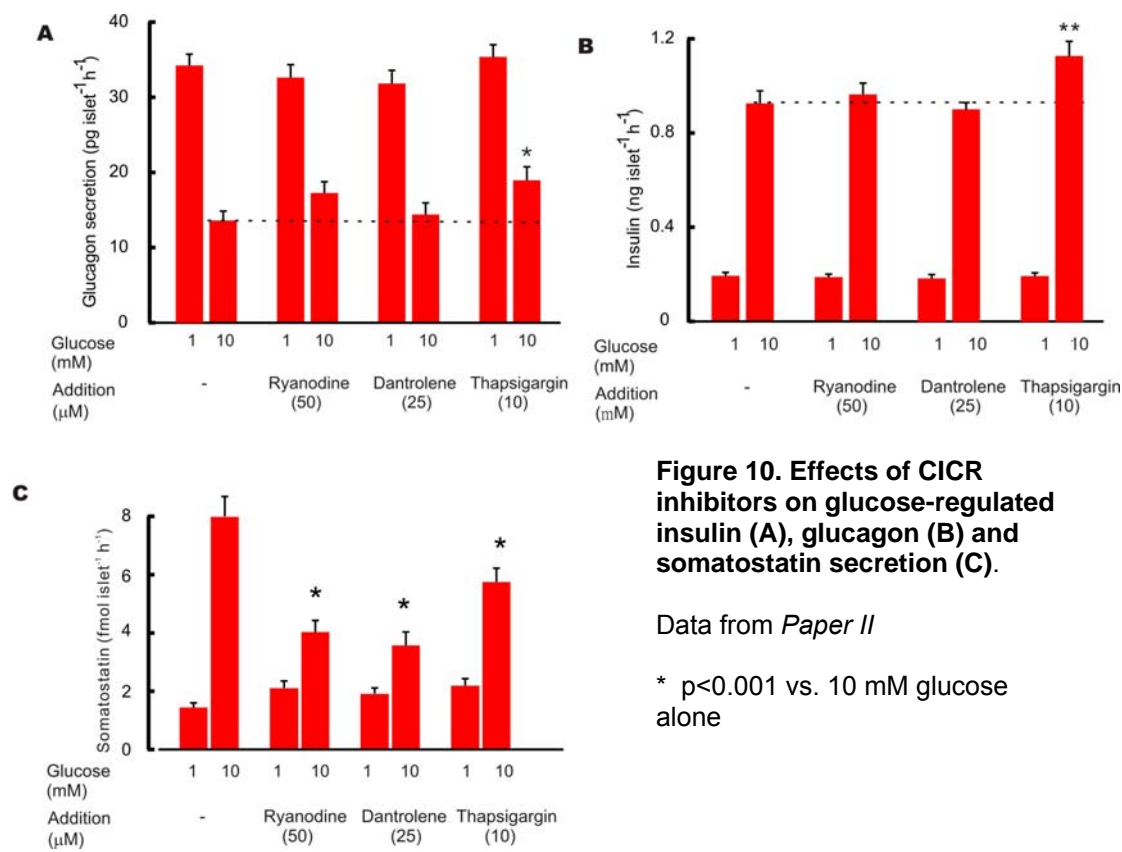 A
40
30
20
10
0
Glucagon secretion (pg islet⁻¹h⁻¹)
*
Glucose (mM) 1 10 1 10 1 10 1 10
Addition (μM) - Ryanodine (50) Dantrolene (25) Thapsigargin (10)
B
1.2
0.8
0.4
0
Insulin (ng islet⁻¹h⁻¹)
**
Glucose (mM) 1 10 1 10 1 10 1 10
Addition (mM) - Ryanodine (50) Dantrolene (25) Thapsigargin (10)
C
8
6
4
2
0
Somatostatin (fmol islet⁻¹ h⁻¹)
* * *
Glucose (mM) 1 10 1 10 1 10 1 10
Addition (μM) - Ryanodine (50) Dantrolene (25) Thapsigargin (10)
Figure 10. Effects of CICR
inhibitors on glucose-regulated
insulin (A), glucagon (B) and
somatostatin secretion (C).
Data from Paper II
* p<0.001 vs. 10 mM glucose
alone